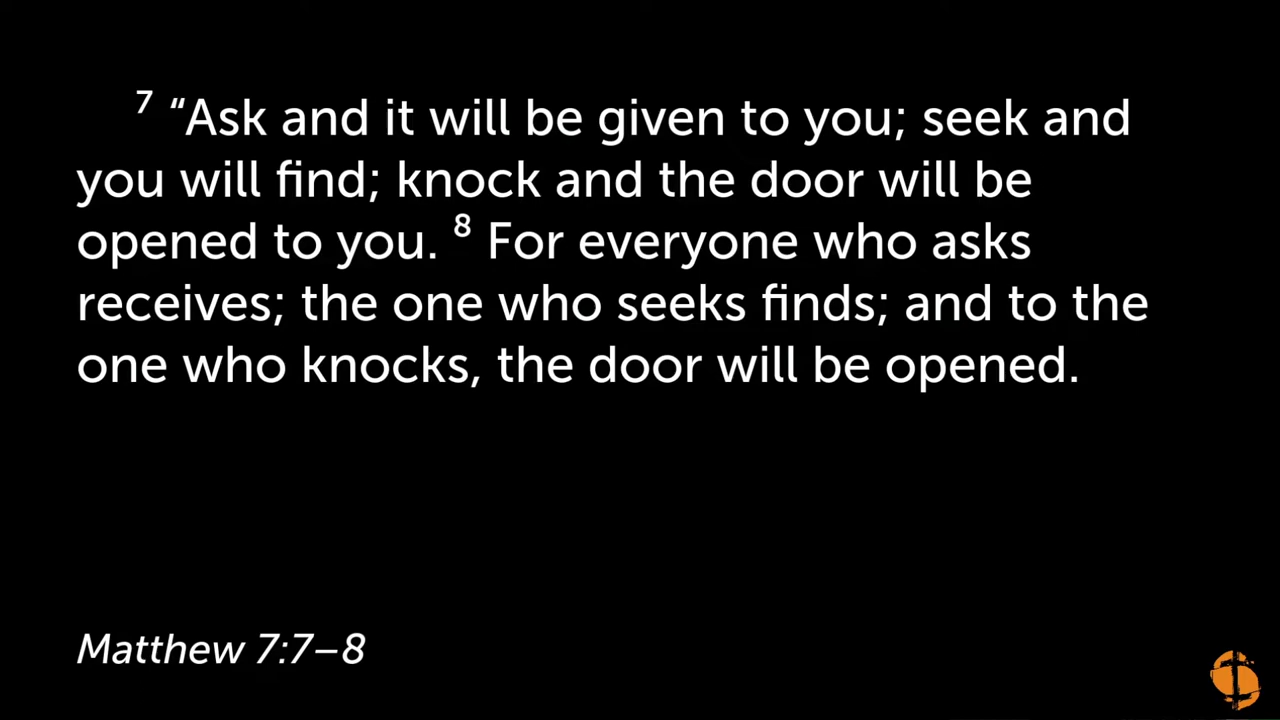 ⁷ “Ask and it will be given to you; seek and
you will find; knock and the door will be
opened to you. ⁸ For everyone who asks
receives; the one who seeks finds; and to the
one who knocks, the door will be opened.
Matthew 7:7–8